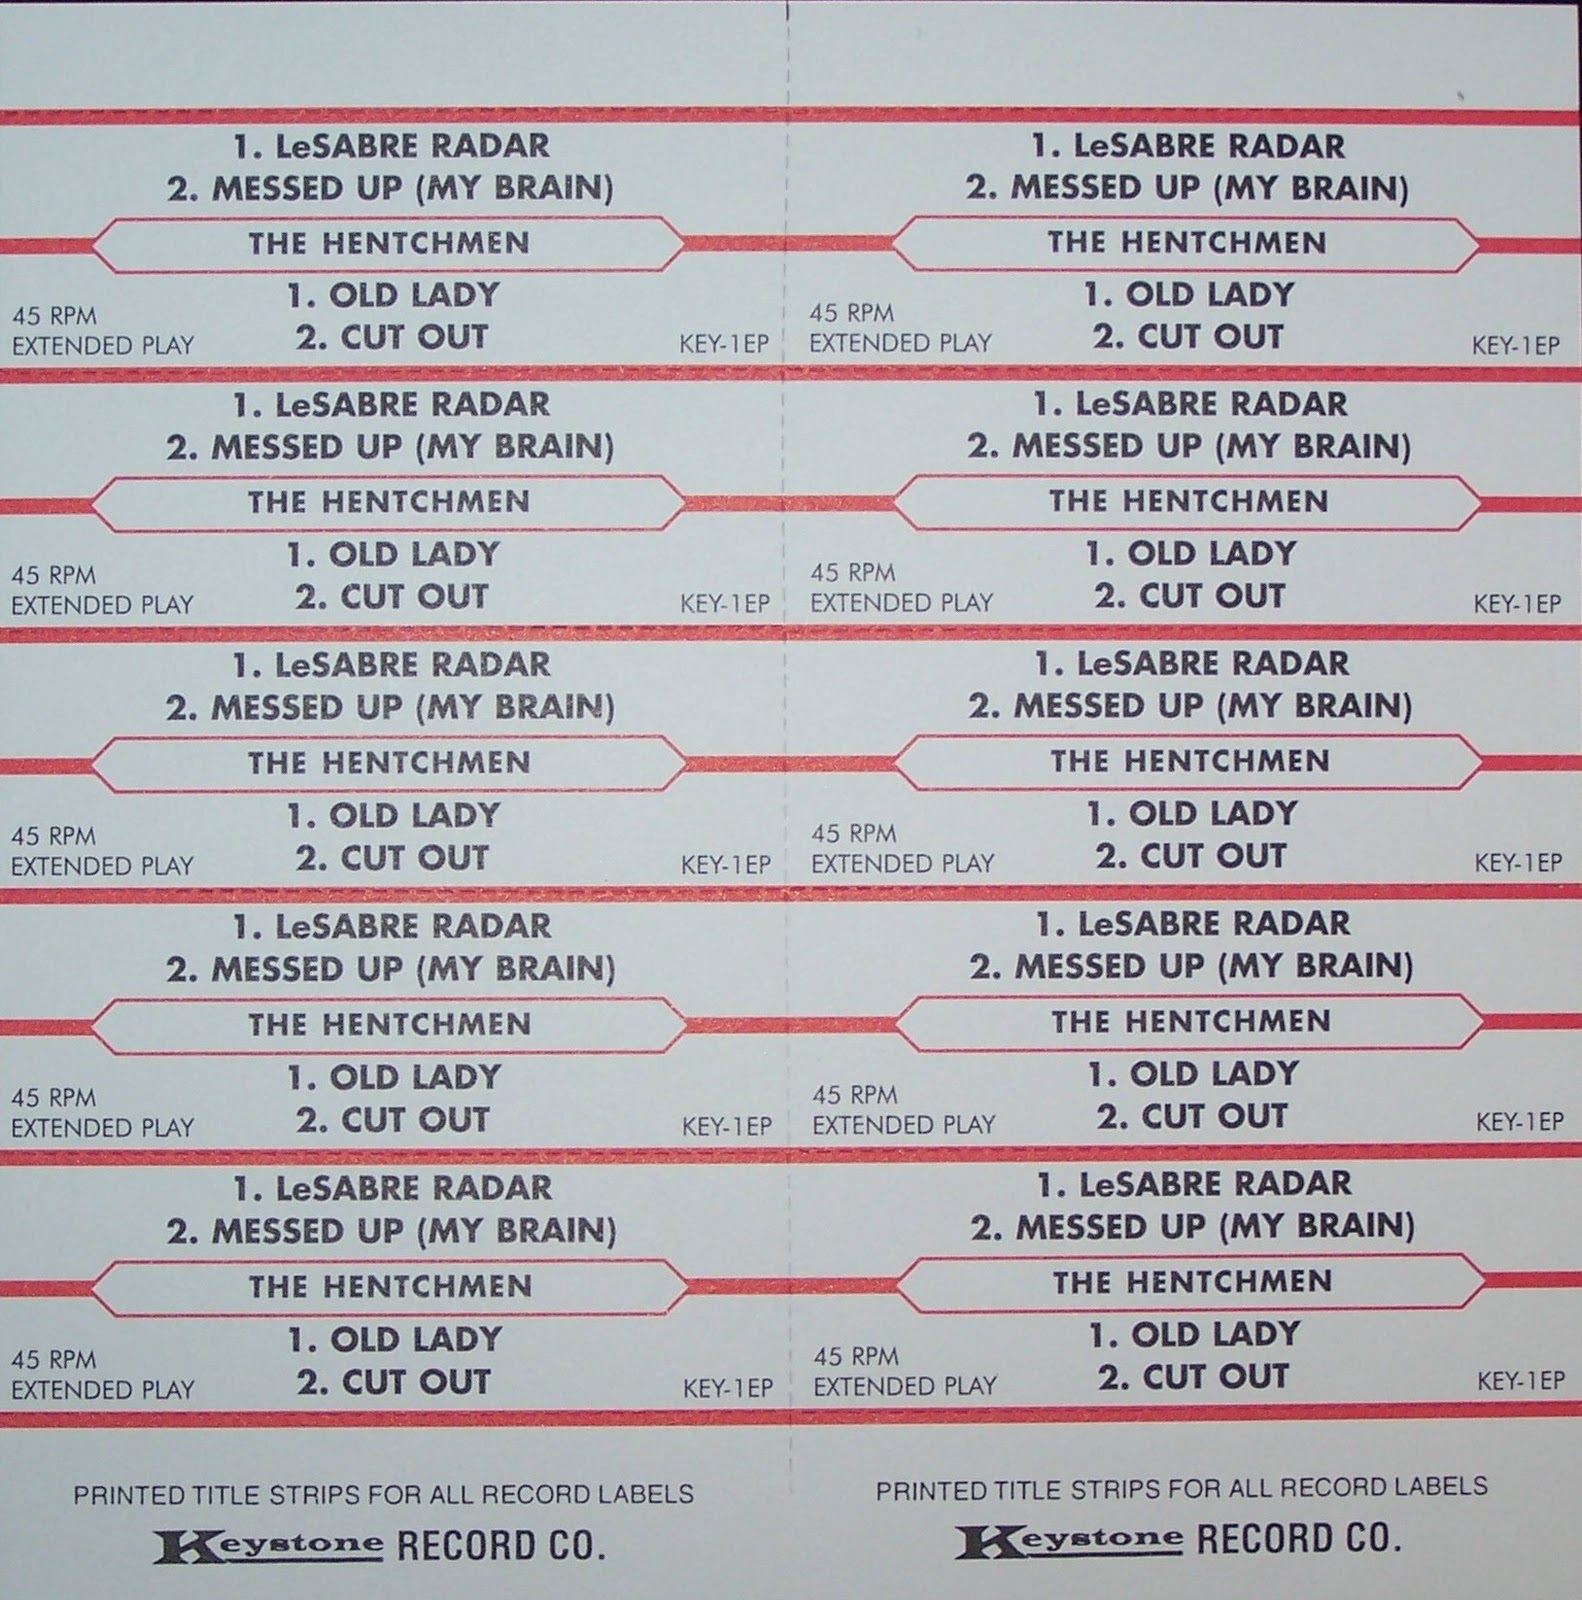 1. LeSABRE RADAR
2. MESSED UP (MY BRAIN)
THE HENTCHMEN
1. OLD LADY
2. CUT OUT
45 RPM
EXTENDED PLAY
KEY-1EP
1. LeSABRE RADAR
2. MESSED UP (MY BRAIN)
THE HENTCHMEN
1. OLD LADY
2. CUT OUT
45 RPM
EXTENDED PLAY
KEY-1EP
1. LeSABRE RADAR
2. MESSED UP (MY BRAIN)
THE HENTCHMEN
1. OLD LADY
2. CUT OUT
45 RPM
EXTENDED PLAY
KEY-1EP
1. LeSABRE RADAR
2. MESSED UP (MY BRAIN)
THE HENTCHMEN
1. OLD LADY
2. CUT OUT
45 RPM
EXTENDED PLAY
KEY-1EP
1. LeSABRE RADAR
2. MESSED UP (MY BRAIN)
THE HENTCHMEN
1. OLD LADY
2. CUT OUT
45 RPM
EXTENDED PLAY
KEY-1EP
1. LeSABRE RADAR
2. MESSED UP (MY BRAIN)
THE HENTCHMEN
1. OLD LADY
2. CUT OUT
45 RPM
EXTENDED PLAY
KEY-1EP
1. LeSABRE RADAR
2. MESSED UP (MY BRAIN)
THE HENTCHMEN
1. OLD LADY
2. CUT OUT
45 RPM
EXTENDED PLAY
KEY-1EP
1. LeSABRE RADAR
2. MESSED UP (MY BRAIN)
THE HENTCHMEN
1. OLD LADY
2. CUT OUT
45 RPM
EXTENDED PLAY
KEY-1EP
1. LeSABRE RADAR
2. MESSED UP (MY BRAIN)
THE HENTCHMEN
1. OLD LADY
2. CUT OUT
45 RPM
EXTENDED PLAY
KEY-1EP
1. LeSABRE RADAR
2. MESSED UP (MY BRAIN)
THE HENTCHMEN
1. OLD LADY
2. CUT OUT
45 RPM
EXTENDED PLAY
KEY-1EP
PRINTED TITLE STRIPS FOR ALL RECORD LABELS
Keystone RECORD CO.
PRINTED TITLE STRIPS FOR ALL RECORD LABELS
Keystone RECORD CO.